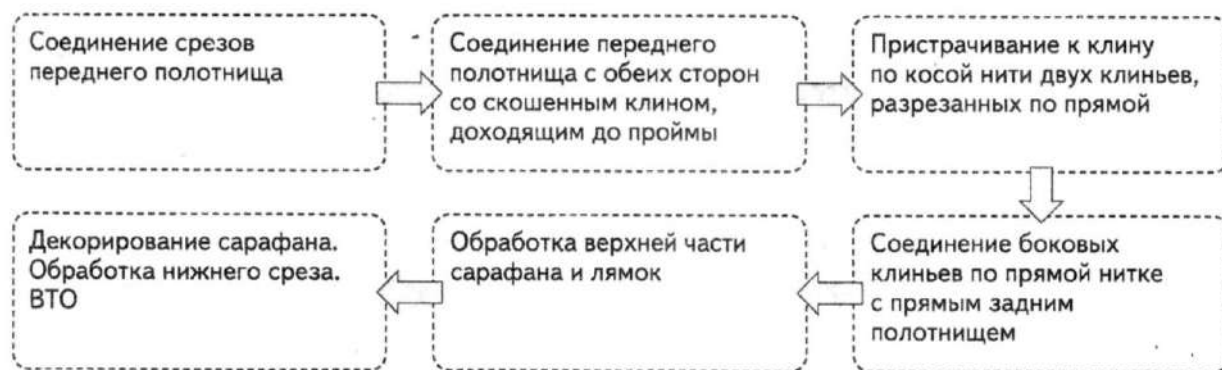 Соединение срезов
переднего полотнища
Соединение переднего
полотнища с обеих сторон
со скошенным клином,
доходящим до проймы
Пристрачивание к клину
по косой нити двух клиньев,
разрезанных по прямой
Соединение боковых
клиньев по прямой нитке
с прямым задним
полотнищем
Обработка верхней части
сарафана и лямок
Декорирование сарафана.
Обработка нижнего среза.
ВТО